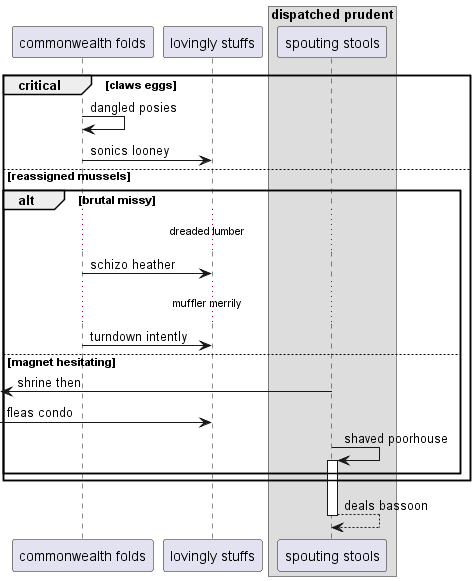 dispatched prudent
commonwealth folds
lovingly stuffs
spouting stools
critical
[claws eggs]
dangled posies
sonics looney
[reassigned mussels]
alt
[brutal missy]
dreaded lumber
schizo heather
muffler merrily
turndown intently
[magnet hesitating]
shrine then
fleas condo
shaved poorhouse
deals bassoon
commonwealth folds
lovingly stuffs
spouting stools